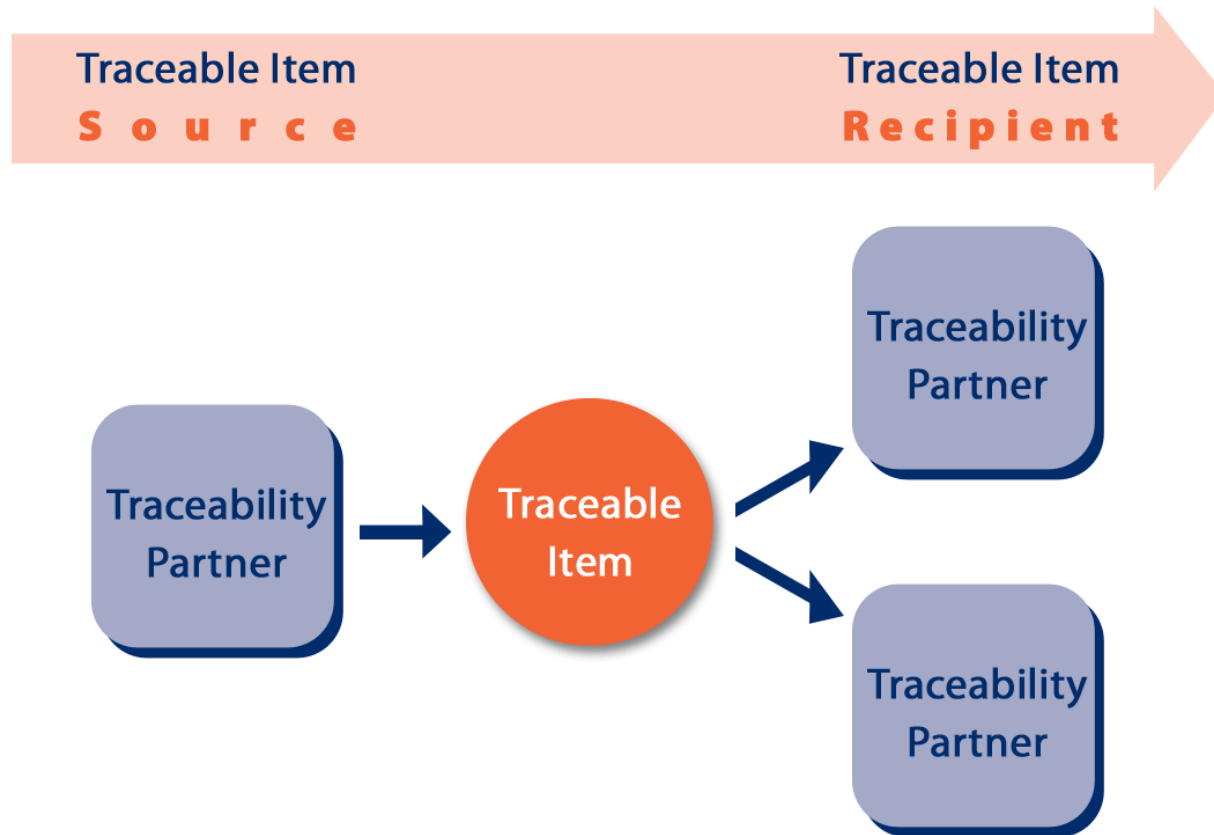 Traceable Item
Source
Traceable Item
Recipient
Traceability
Partner
Traceability
Partner
Traceable
Item
Traceability
Partner